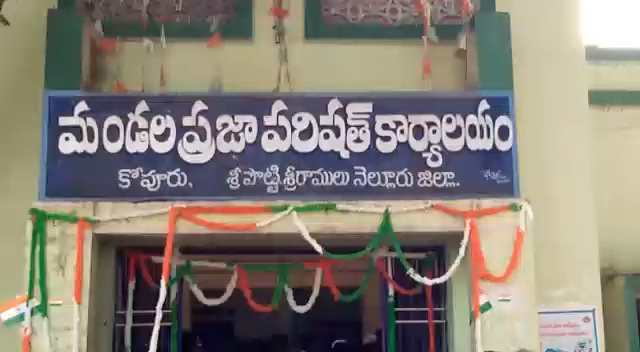 మండల ప్రజా పరిషత్ కార్యాలయం
కోవూరు, శ్రీ పొట్టి శ్రీరాములు నెల్లూరు జిల్లా.